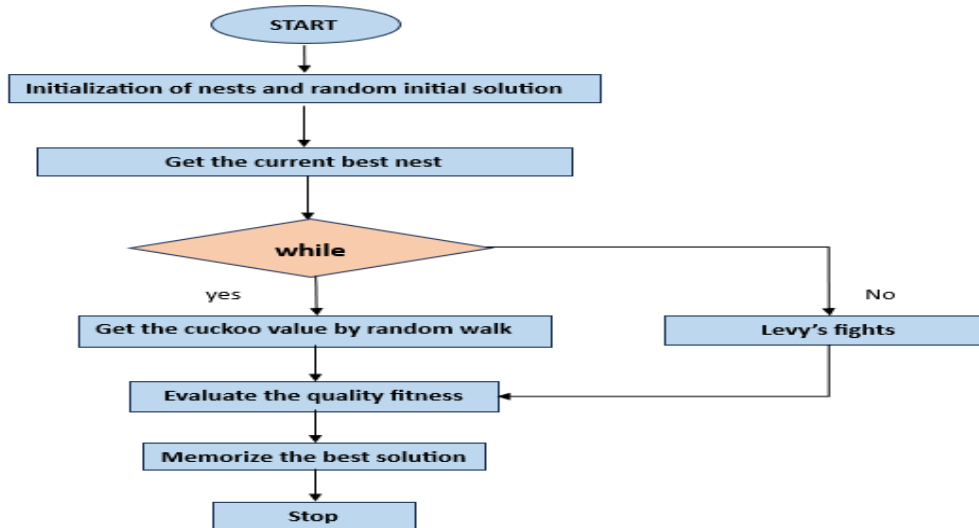 START
Initialization of nests and random initial solution
Get the current best nest
while
yes
No
Get the cuckoo value by random walk
Levy's fights
Evaluate the quality fitness
Memorize the best solution
Stop